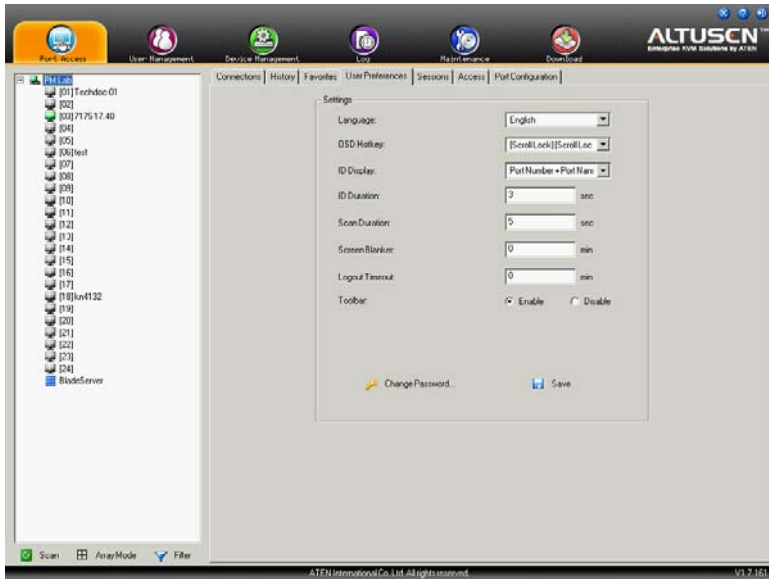 ALTUSEN™
Enterprise KVM Solutions by ATEN
Port Access
User Management
Device Management
Log
Maintenance
Download
Connections
History
Favorites
User Preferences
Sessions
Access
Port Configuration
PM Lab
[01]Techdoc-01
[02]
[03]717517.40
[04]
[05]
[06]test
[07]
[08]
[09]
[10]
[11]
[12]
[13]
[14]
[15]
[16]
[17]
[18]kn4132
[19]
[20]
[21]
[22]
[23]
[24]
BladeServer
Settings
Language: English
OSD Hotkey: [Scroll Lock][Scroll Loc
ID Display: Port Number + Port Nam
ID Duration: 3 sec
Scan Duration: 5 sec
Screen Blanker: 0 min
Logout Timeout: 0 min
Toolbar: Enable Disable
Change Password...
Save
Scan
Array Mode
Filter
ATEN International Co. Ltd. All rights reserved.
V1.7.161